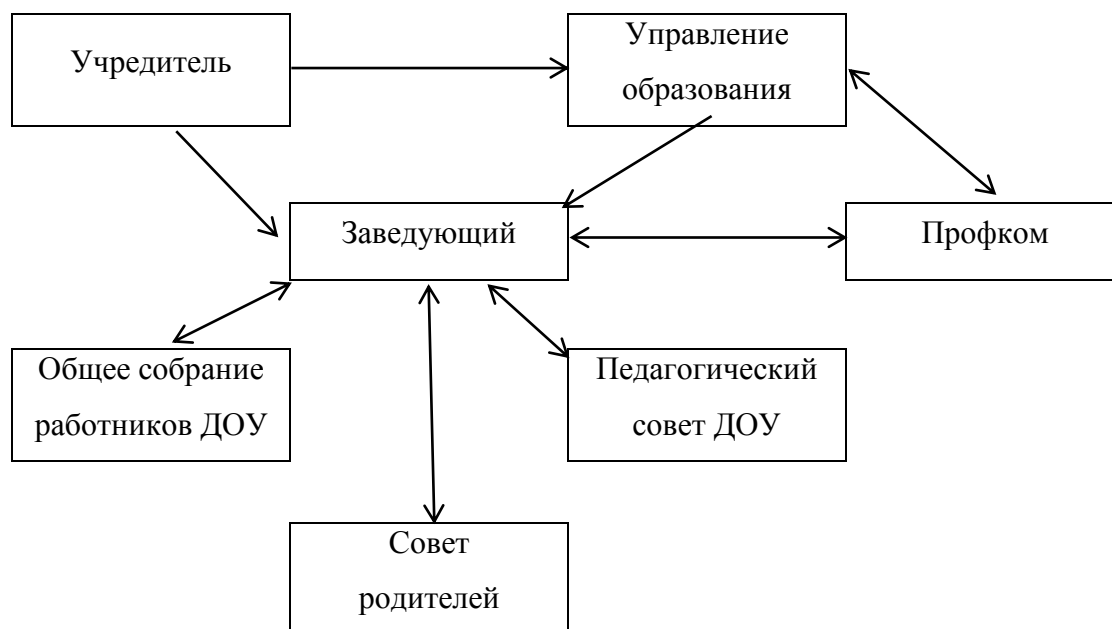 Учредитель
Управление
образования
Заведующий
Профком
Общее собрание
работников ДОУ
Педагогический
совет ДОУ
Совет
родителей